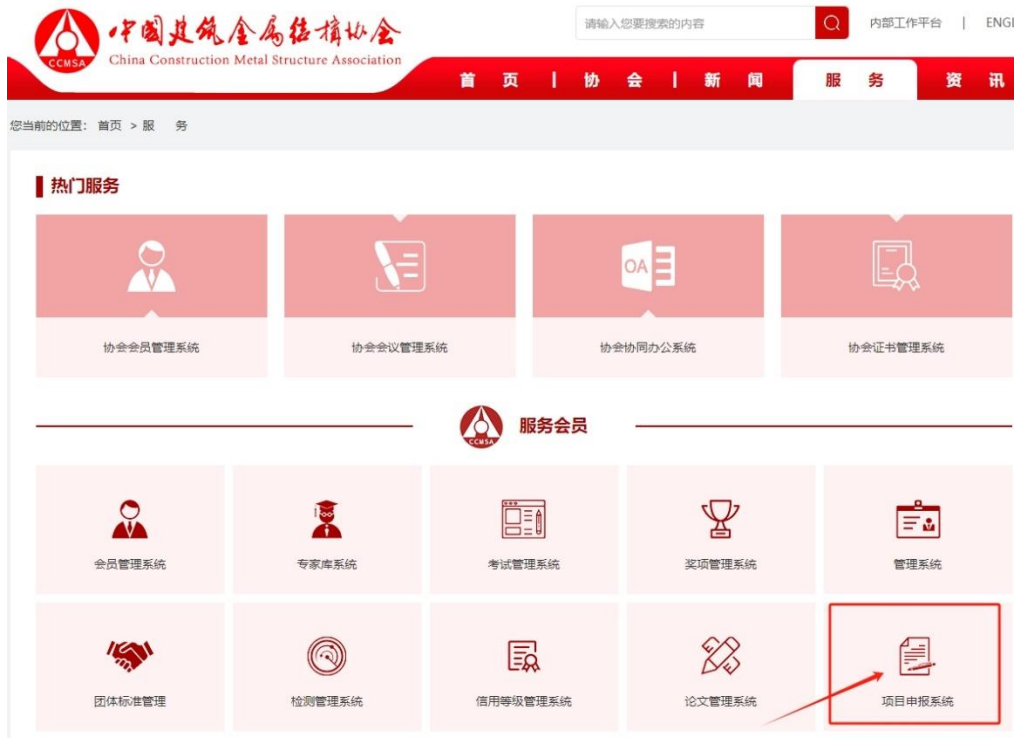 中国建筑金属结构协会
China Construction Metal Structure Association
CCMSA
请输入您要搜索的内容
内部工作平台 | ENGL
首 页 | 协 会 | 新 闻 服 务 资 讯
您当前的位置: 首页 > 服 务
热门服务
OA
协会会员管理系统 协会会议管理系统 协会协同办公系统 协会证书管理系统
CCMSA
服务会员
会员管理系统 专家库系统 考试管理系统 奖项管理系统 管理系统
团体标准管理 检测管理系统 信用等级管理系统 论文管理系统 项目申报系统